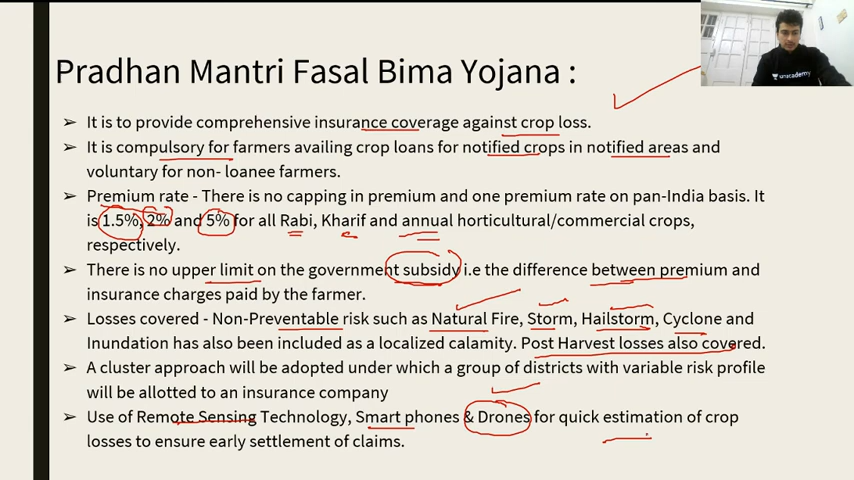 Pradhan Mantri Fasal Bima Yojana :
➢ It is to provide comprehensive insurance coverage against crop loss.
➢ It is compulsory for farmers availing crop loans for notified crops in notified areas and
voluntary for non- loanee farmers.
➢ Premium rate - There is no capping in premium and one premium rate on pan-India basis. It
is 1.5%, 2% and 5% for all Rabi, Kharif and annual horticultural/commercial crops,
respectively.
➢ There is no upper limit on the government subsidy i.e the difference between premium and
insurance charges paid by the farmer.
➢ Losses covered - Non-Preventable risk such as Natural Fire, Storm, Hailstorm, Cyclone and
Inundation has also been included as a localized calamity. Post Harvest losses also covered.
➢ A cluster approach will be adopted under which a group of districts with variable risk profile
will be allotted to an insurance company
➢ Use of Remote Sensing Technology, Smart phones & Drones for quick estimation of crop
losses to ensure early settlement of claims.
unacademy